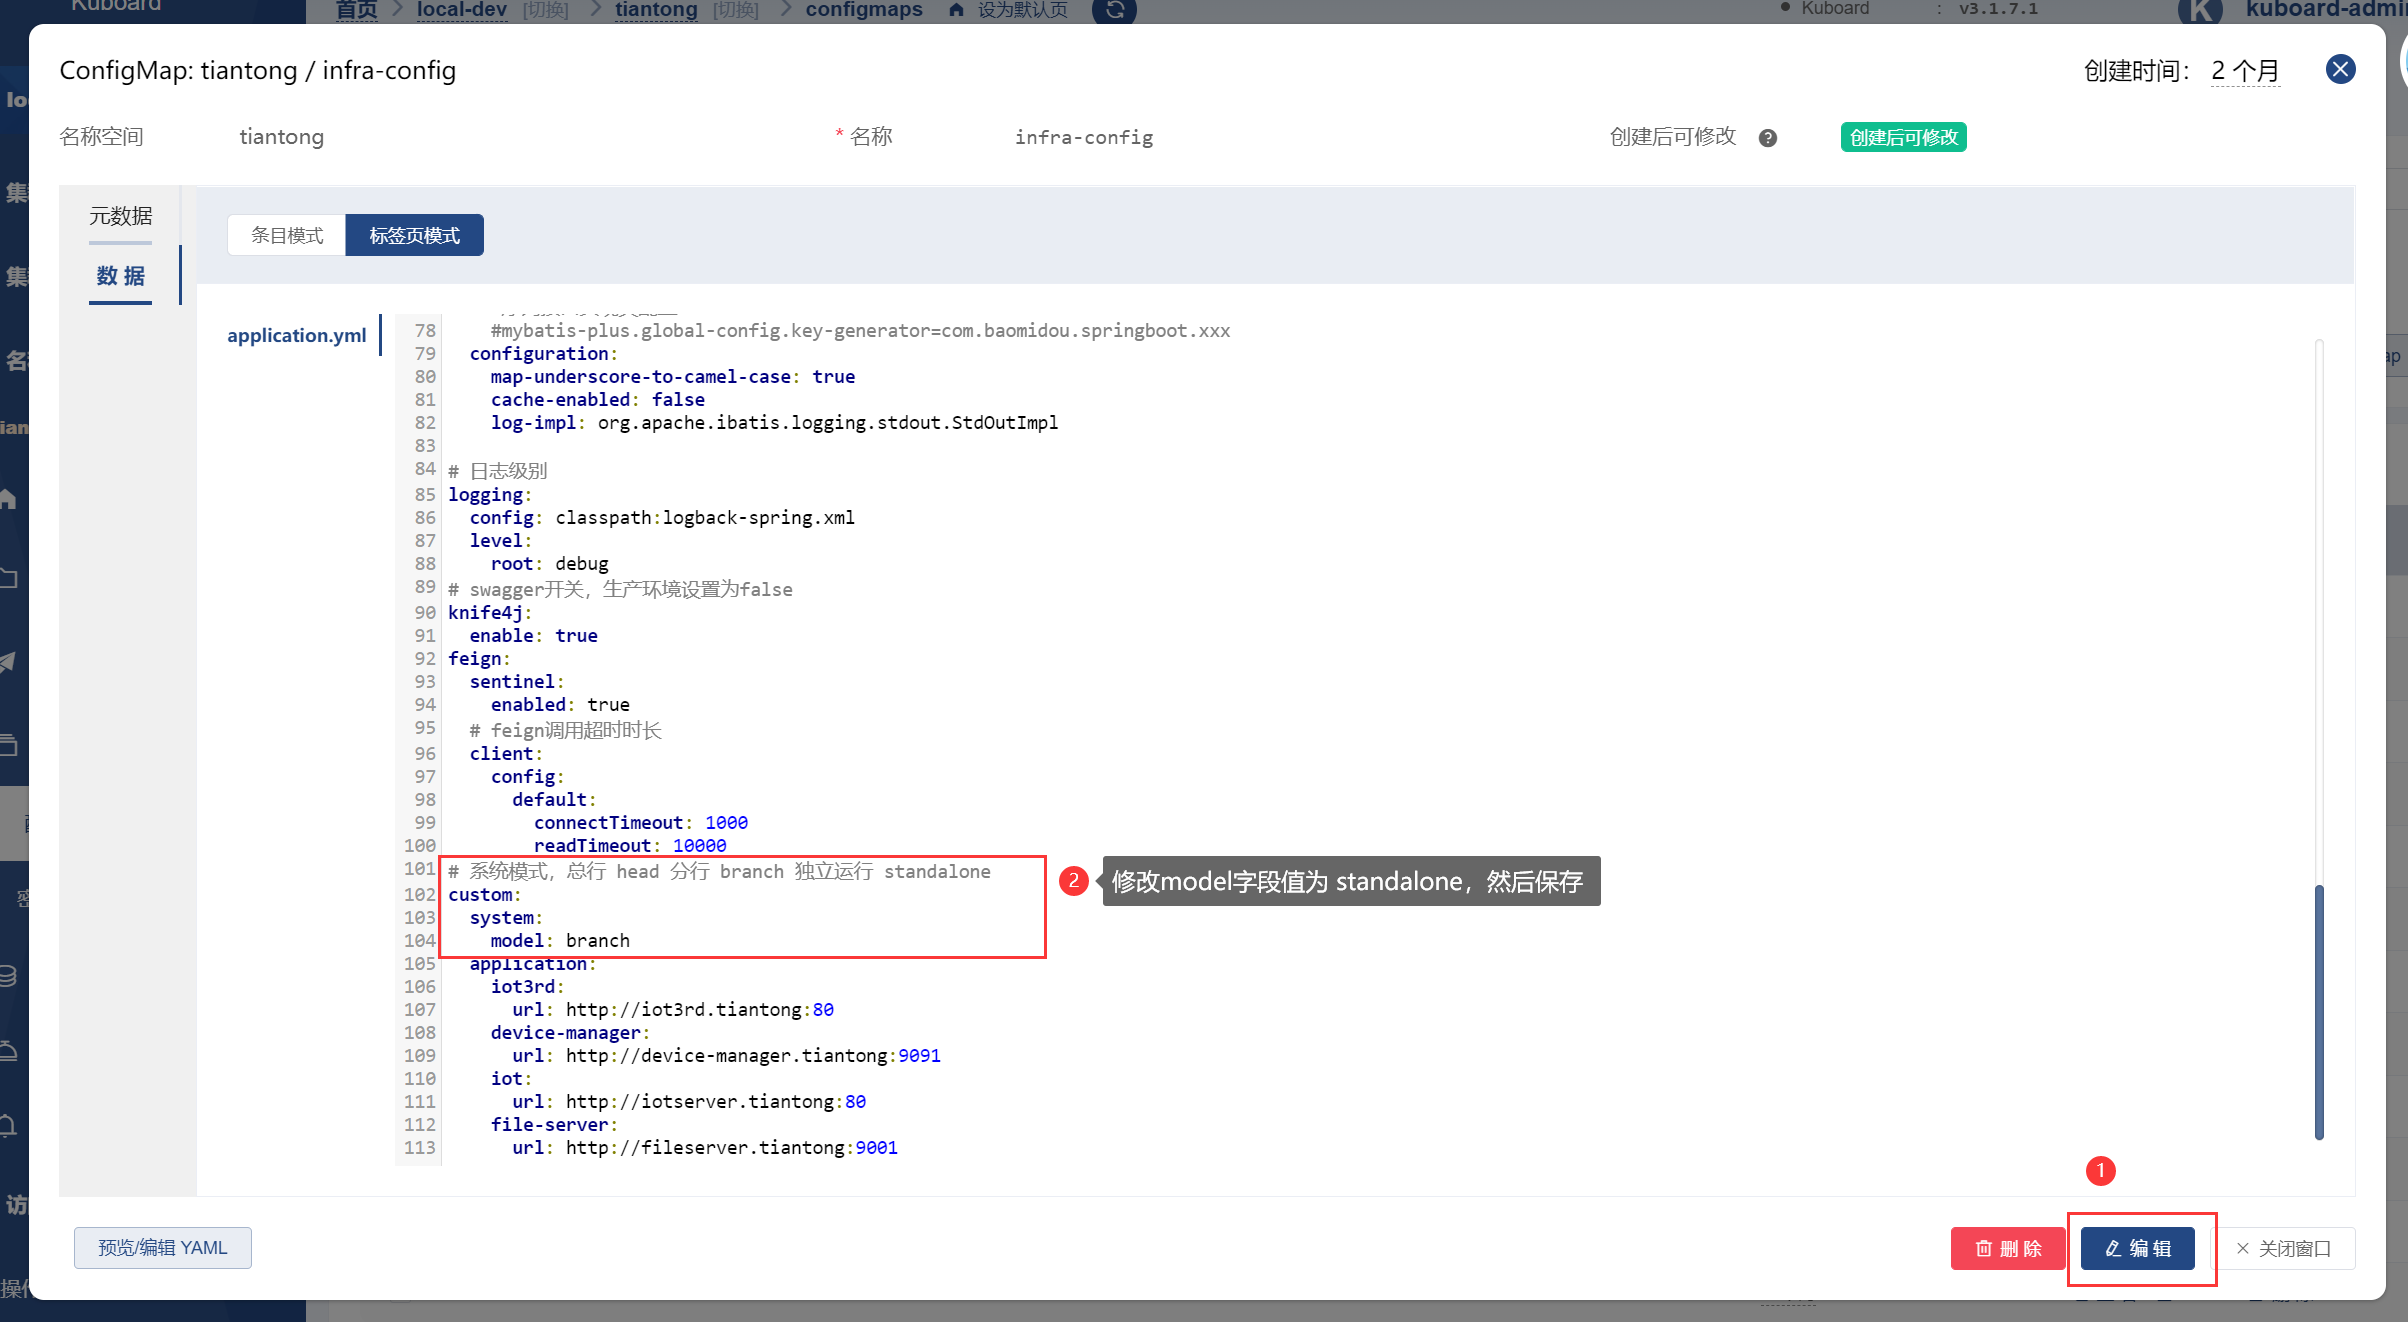 Kuboard
首页 > local-dev [切换] > tiantong [切换] > configmaps 设为默认页
Kuboard : v3.1.7.1
K kuboard-admin
ConfigMap: tiantong / infra-config
创建时间： 2 个月
名称空间 tiantong
* 名称 infra-config
创建后可修改 ? 创建后可修改
元数据
数 据
条目模式 标签页模式
application.yml
78 #mybatis-plus.global-config.key-generator=com.baomidou.springboot.xxx
79 configuration:
80 map-underscore-to-camel-case: true
81 cache-enabled: false
82 log-impl: org.apache.ibatis.logging.stdout.StdOutImpl
83
84 # 日志级别
85 logging:
86 config: classpath:logback-spring.xml
87 level:
88 root: debug
89 # swagger开关，生产环境设置为false
90 knife4j:
91 enable: true
92 feign:
93 sentinel:
94 enabled: true
95 # feign调用超时时长
96 client:
97 config:
98 default:
99 connectTimeout: 1000
100 readTimeout: 10000
101 # 系统模式，总行 head 分行 branch 独立运行 standalone
102 custom:
103 system:
104 model: branch
105 application:
106 iot3rd:
107 url: http://iot3rd.tiantong:80
108 device-manager:
109 url: http://device-manager.tiantong:9091
110 iot:
111 url: http://iotserver.tiantong:80
112 file-server:
113 url: http://fileserver.tiantong:9001
2 修改model字段值为 standalone，然后保存
1
预览/编辑 YAML
删 除
编 辑
关闭窗口